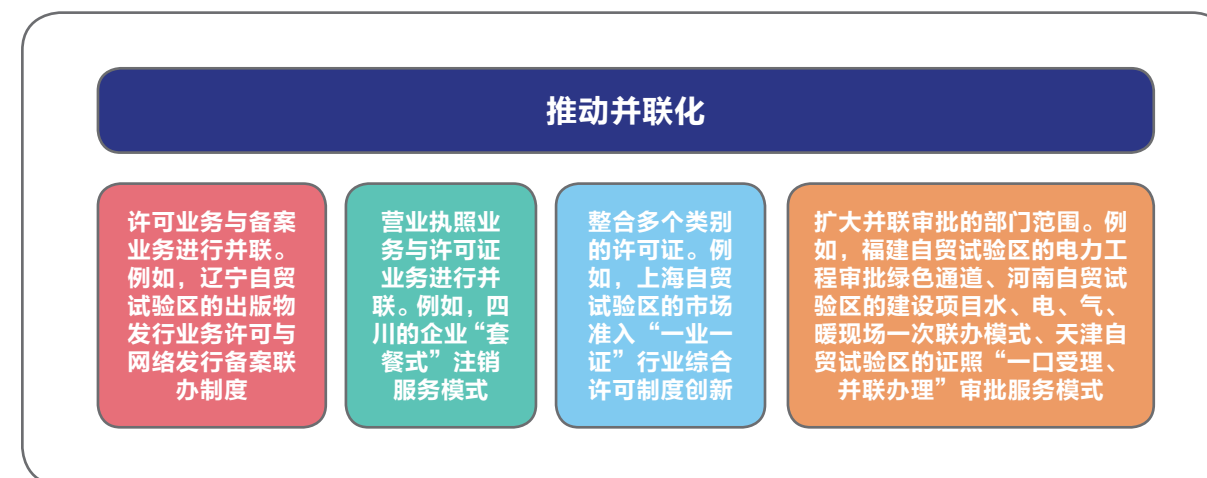 推动并联化
许可业务与备案
业务进行并联。
例如，辽宁自贸
试验区的出版物
发行业务许可与
网络发行备案联
办制度
营业执照业
务与许可证
业务进行并
联。例如，四
川的企业“套
餐式”注销
服务模式
整合多个类别
的许可证。例
如，上海自贸
试验区的市场
准入“一业一
证”行业综合
许可制度创新
扩大并联审批的部门范围。例
如，福建自贸试验区的电力工
程审批绿色通道、河南自贸试
验区的建设项目水、电、气、
暖现场一次联办模式、天津自
贸试验区的证照“一口受理、
并联办理”审批服务模式